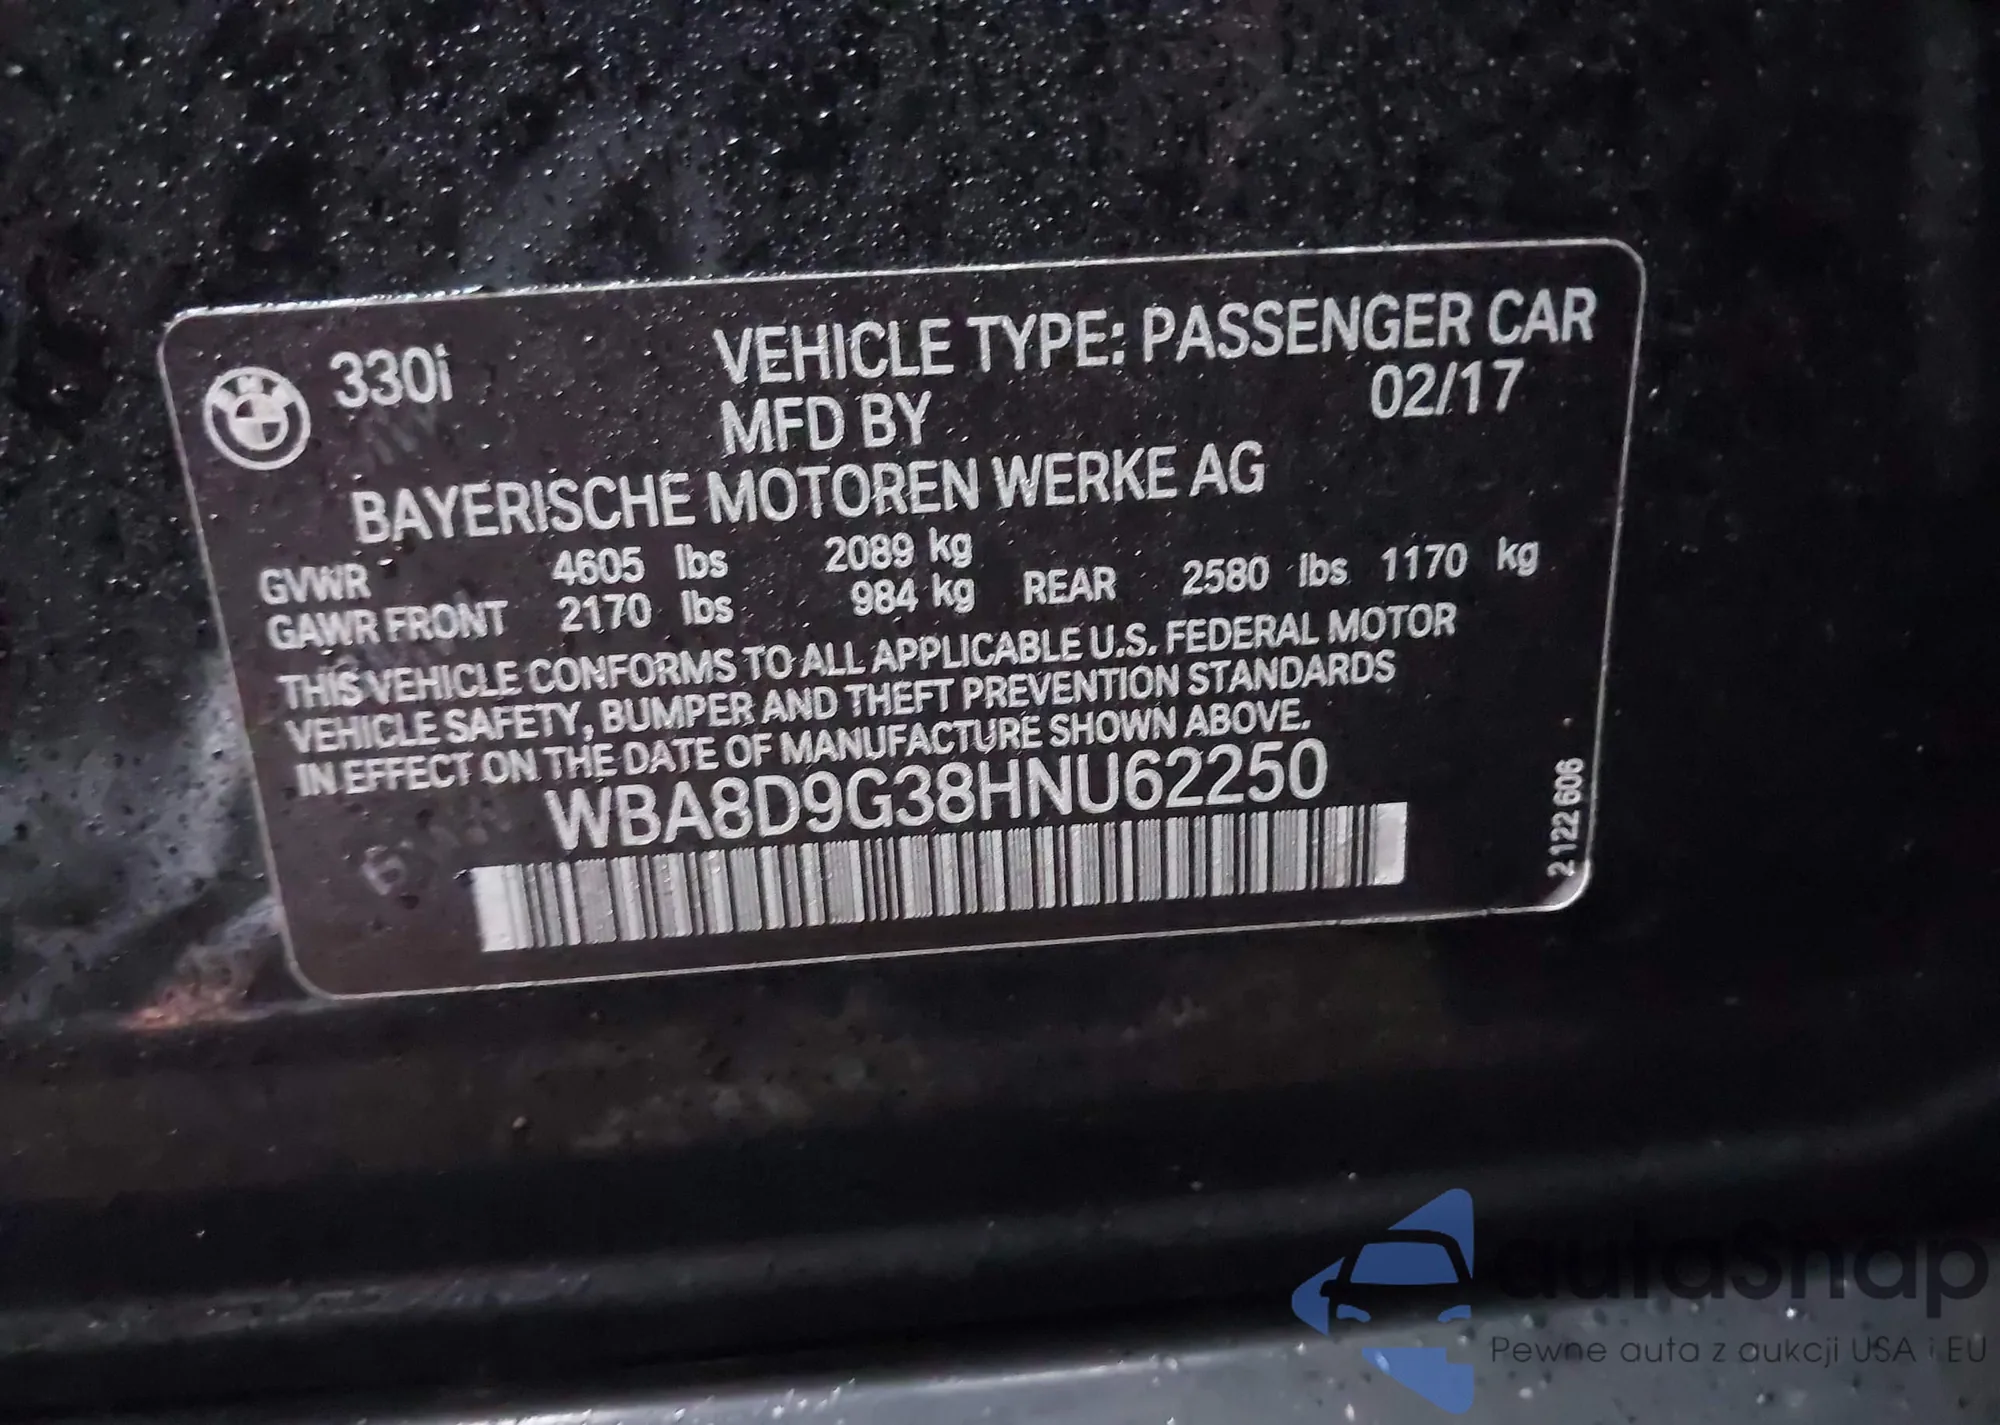 330i
VEHICLE TYPE: PASSENGER CAR
MFD BY 02/17
BAYERISCHE MOTOREN WERKE AG
GVWR 4605 lbs 2089 kg
GAWR FRONT 2170 lbs 984 kg REAR 2580 lbs 1170 kg
THIS VEHICLE CONFORMS TO ALL APPLICABLE U.S. FEDERAL MOTOR
VEHICLE SAFETY, BUMPER AND THEFT PREVENTION STANDARDS
IN EFFECT ON THE DATE OF MANUFACTURE SHOWN ABOVE.
WBA8D9G38HNU62250
2 122 606
autaSnap
Pewne auta z aukcji USA i EU